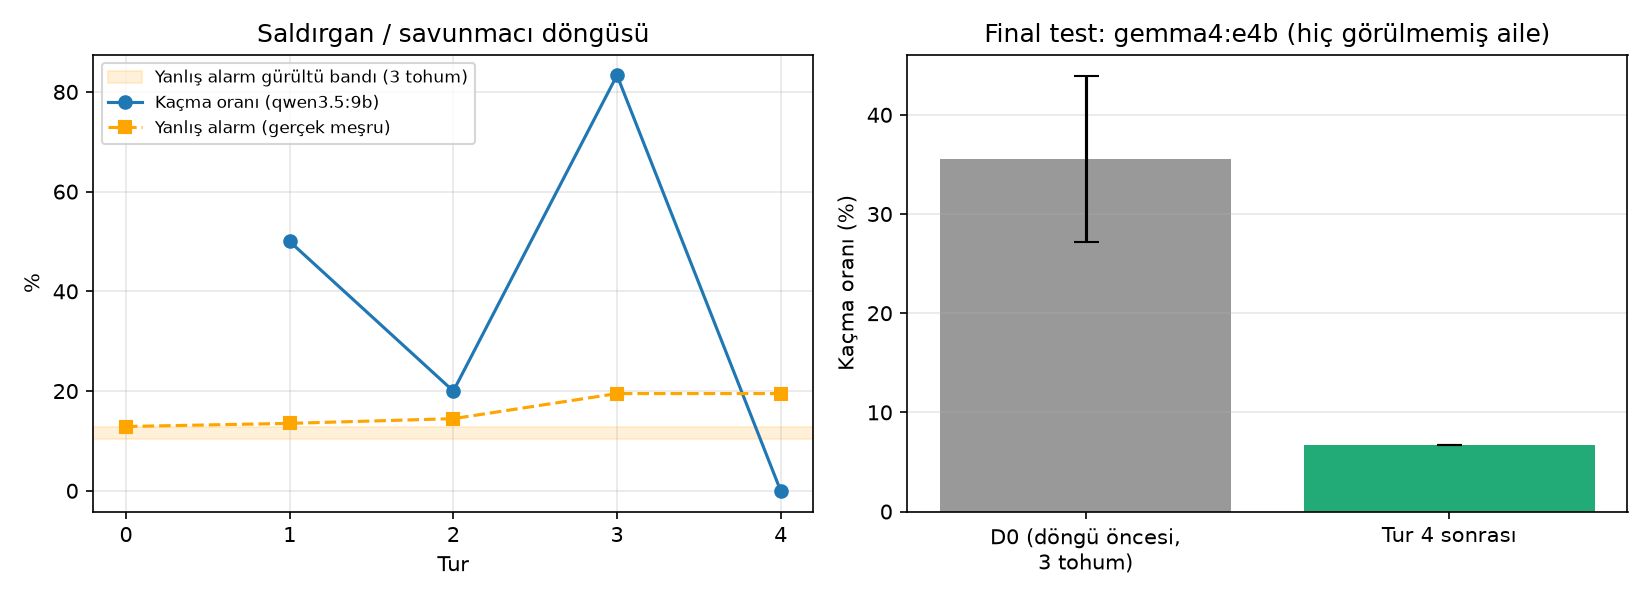 Saldırgan / savunmacı döngüsü
Yanlış alarm gürültü bandı (3 tohum)
Kaçma oranı (qwen3.5:9b)
Yanlış alarm (gerçek meşru)
%
80
60
40
20
0
0 1 2 3 4
Tur
Final test: gemma4:e4b (hiç görülmemiş aile)
Kaçma oranı (%)
40
30
20
10
0
D0 (döngü öncesi,
3 tohum)
Tur 4 sonrası